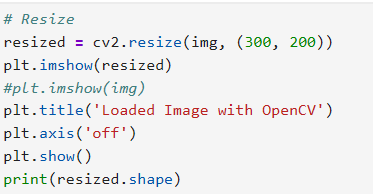 # Resize
resized = cv2.resize(img, (300, 200))
plt.imshow(resized)
#plt.imshow(img)
plt.title('Loaded Image with OpenCV')
plt.axis('off')
plt.show()
print(resized.shape)